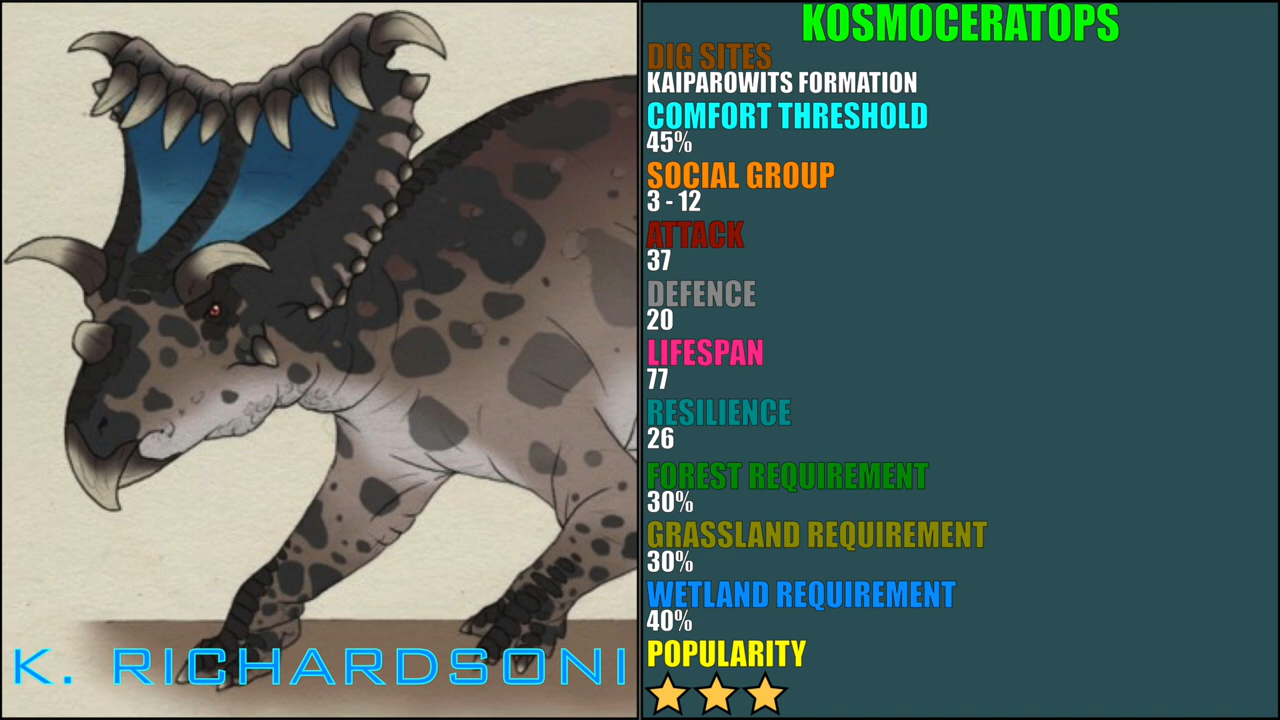 KOSMOCERATOPS
DIG SITES
KAIPAROWITS FORMATION
COMFORT THRESHOLD
45%
SOCIAL GROUP
3 - 12
ATTACK
37
DEFENCE
20
LIFESPAN
77
RESILIENCE
26
FOREST REQUIREMENT
30%
GRASSLAND REQUIREMENT
30%
WETLAND REQUIREMENT
40%
POPULARITY
K. RICHARDSONI